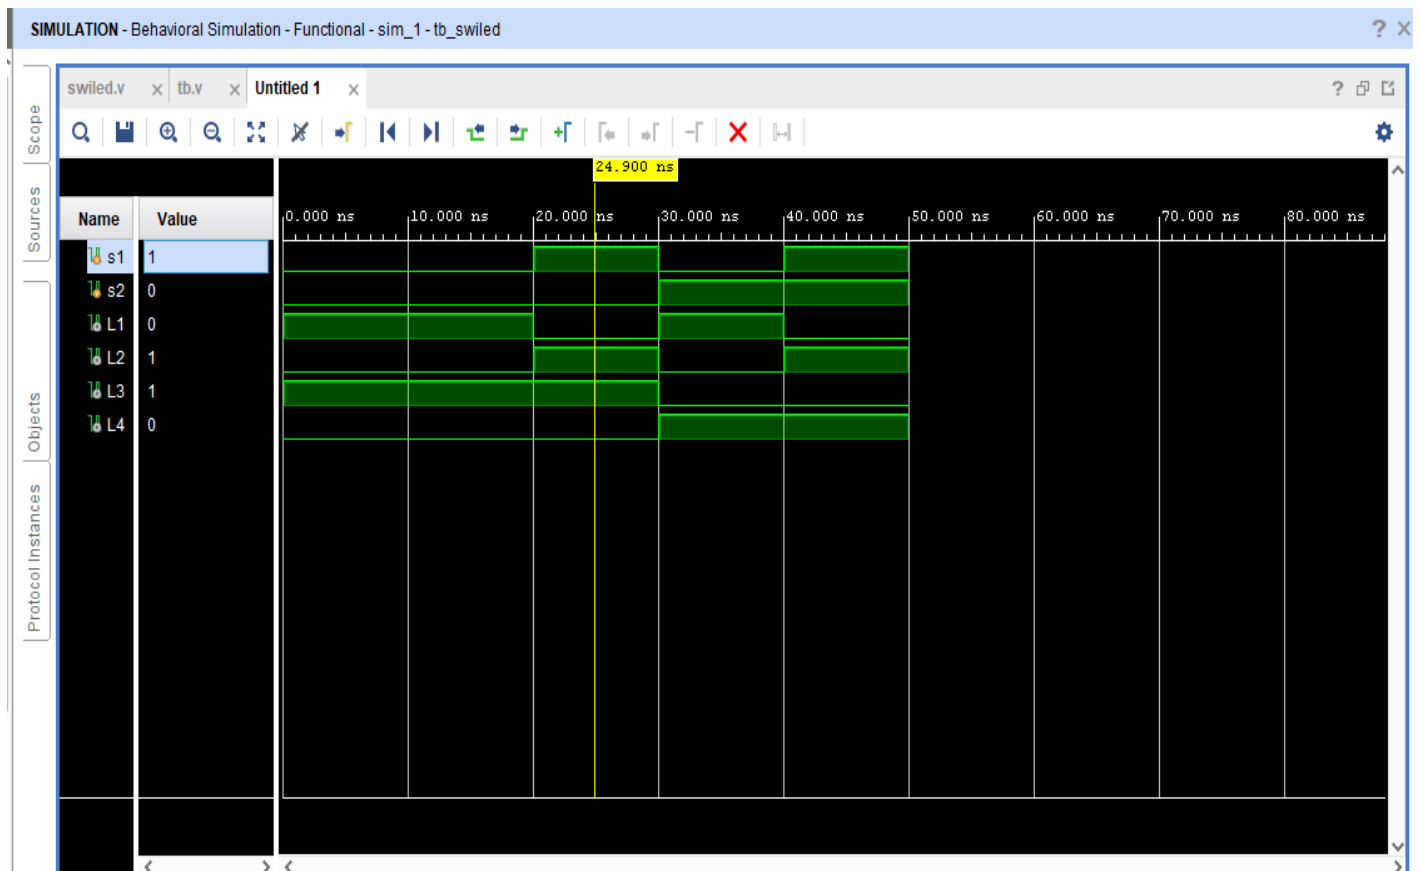 SIMULATION - Behavioral Simulation - Functional - sim_1 - tb_swiled
swiled.v tb.v Untitled 1
Scope
Sources
Objects
Protocol Instances
24.900 ns
Name Value
0.000 ns 10.000 ns 20.000 ns 30.000 ns 40.000 ns 50.000 ns 60.000 ns 70.000 ns 80.000 ns
s1 1
s2 0
L1 0
L2 1
L3 1
L4 0